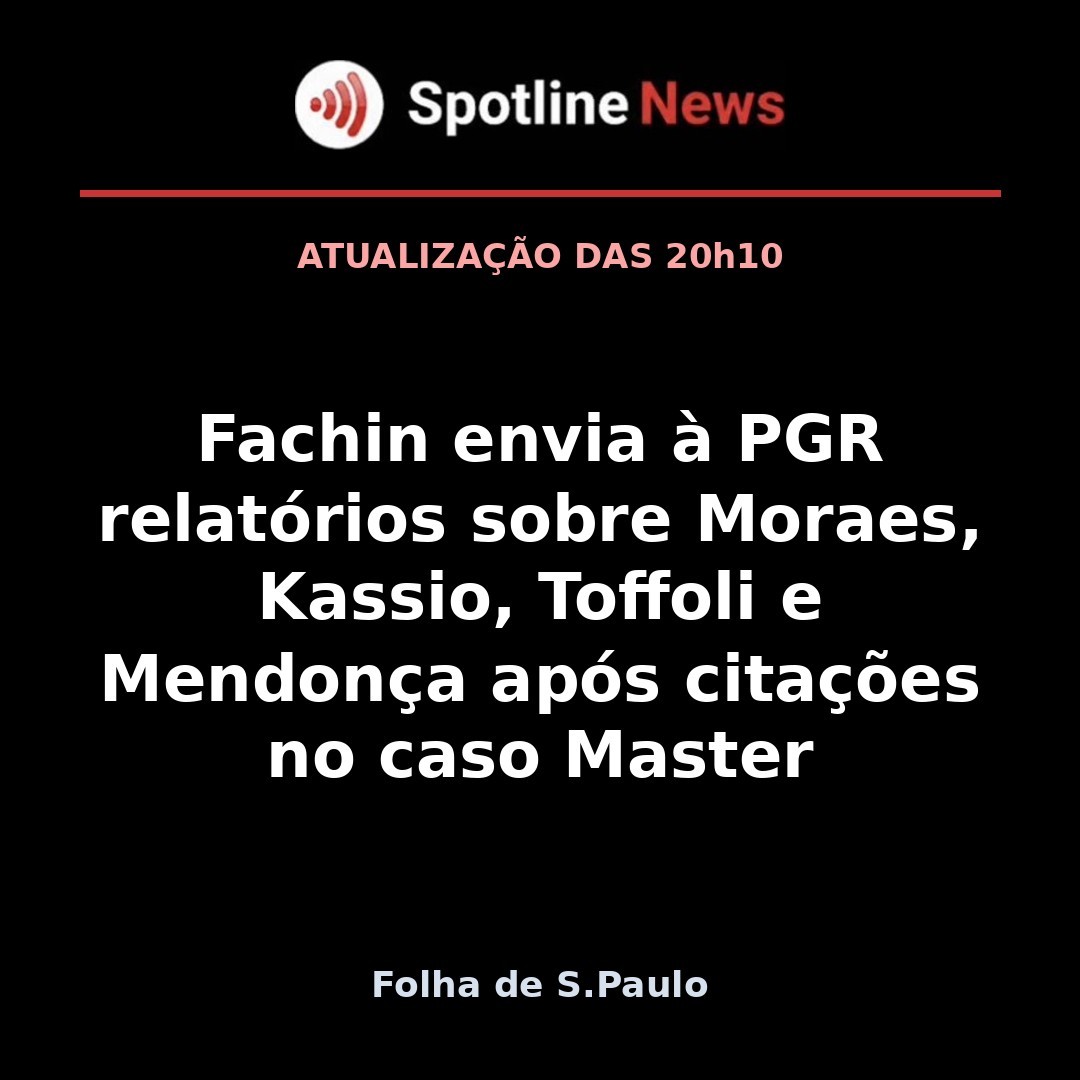 Spotline News
ATUALIZAÇÃO DAS 20h10
Fachin envia à PGR
relatórios sobre Moraes,
Kassio, Toffoli e
Mendonça após citações
no caso Master
Folha de S.Paulo